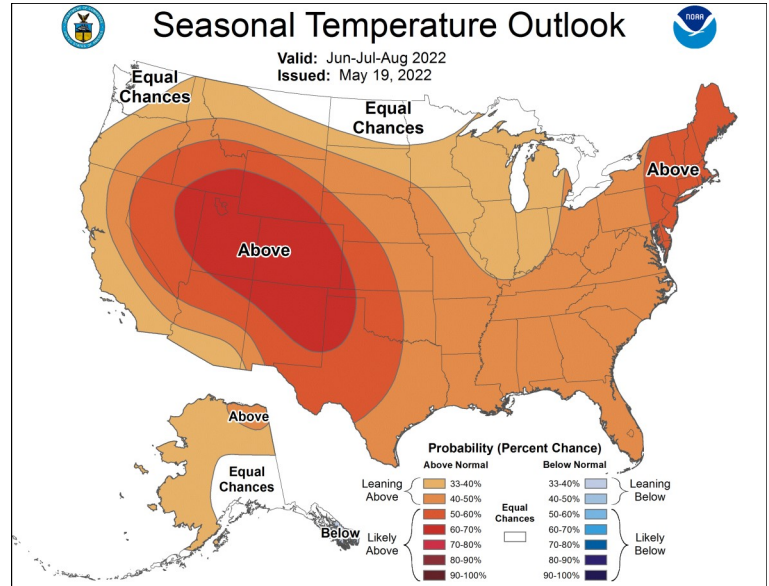 Seasonal Temperature Outlook
NOAA
Valid: Jun-Jul-Aug 2022
Issued: May 19, 2022
Equal
Chances
Equal
Chances
Above
Above
Above
Equal
Chances
Below
Probability (Percent Chance)
Above Normal
Below Normal
Leaning
Above
33-40%
40-50%
Likely
Above
50-60%
60-70%
70-80%
80-90%
90-100%
Equal
Chances
33-40%
40-50%
Leaning
Below
50-60%
60-70%
70-80%
80-90%
90-100%
Likely
Below